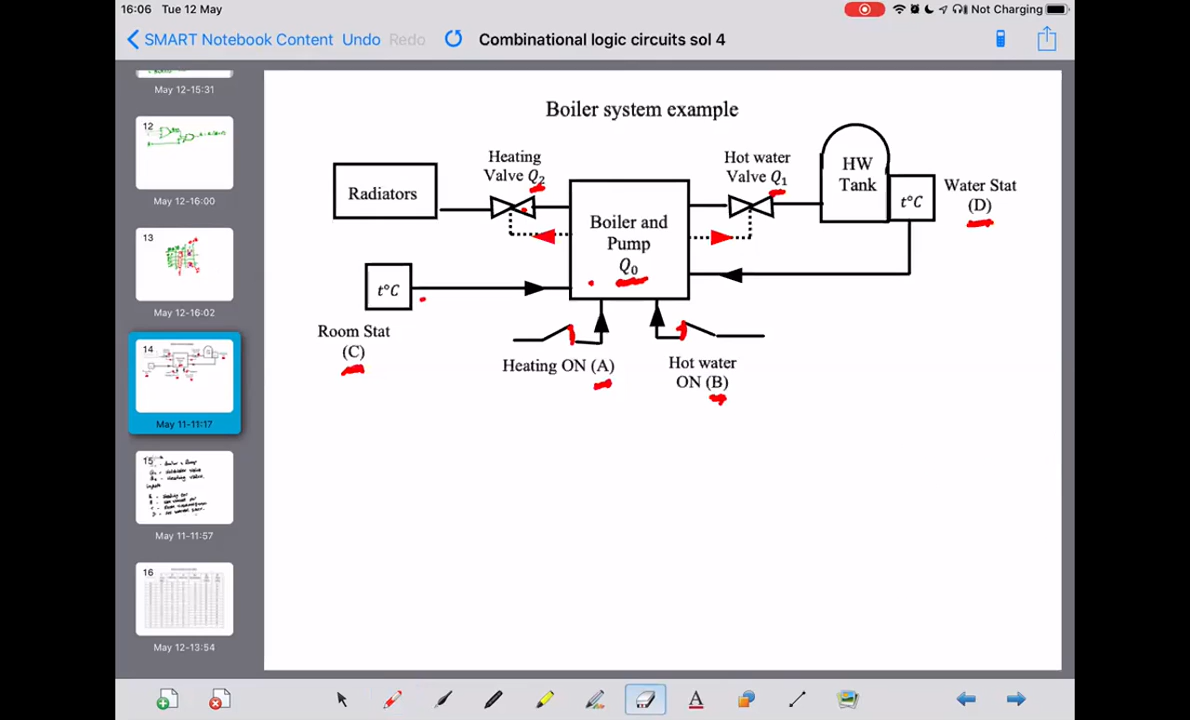 16:06 Tue 12 May
Not Charging
SMART Notebook Content Undo Redo Combinational logic circuits sol 4
May 12-15:31
12
May 12-16:00
13
May 12-16:02
14
May 11-11:17
15
May 11-11:57
16
May 12-13:54
Boiler system example
Heating
Valve Q₂
Hot water
Valve Q₁
Radiators
Boiler and
Pump
Q₀
HW
Tank
t°C
Water Stat
(D)
t°C
Room Stat
(C)
Heating ON (A)
Hot water
ON (B)
A